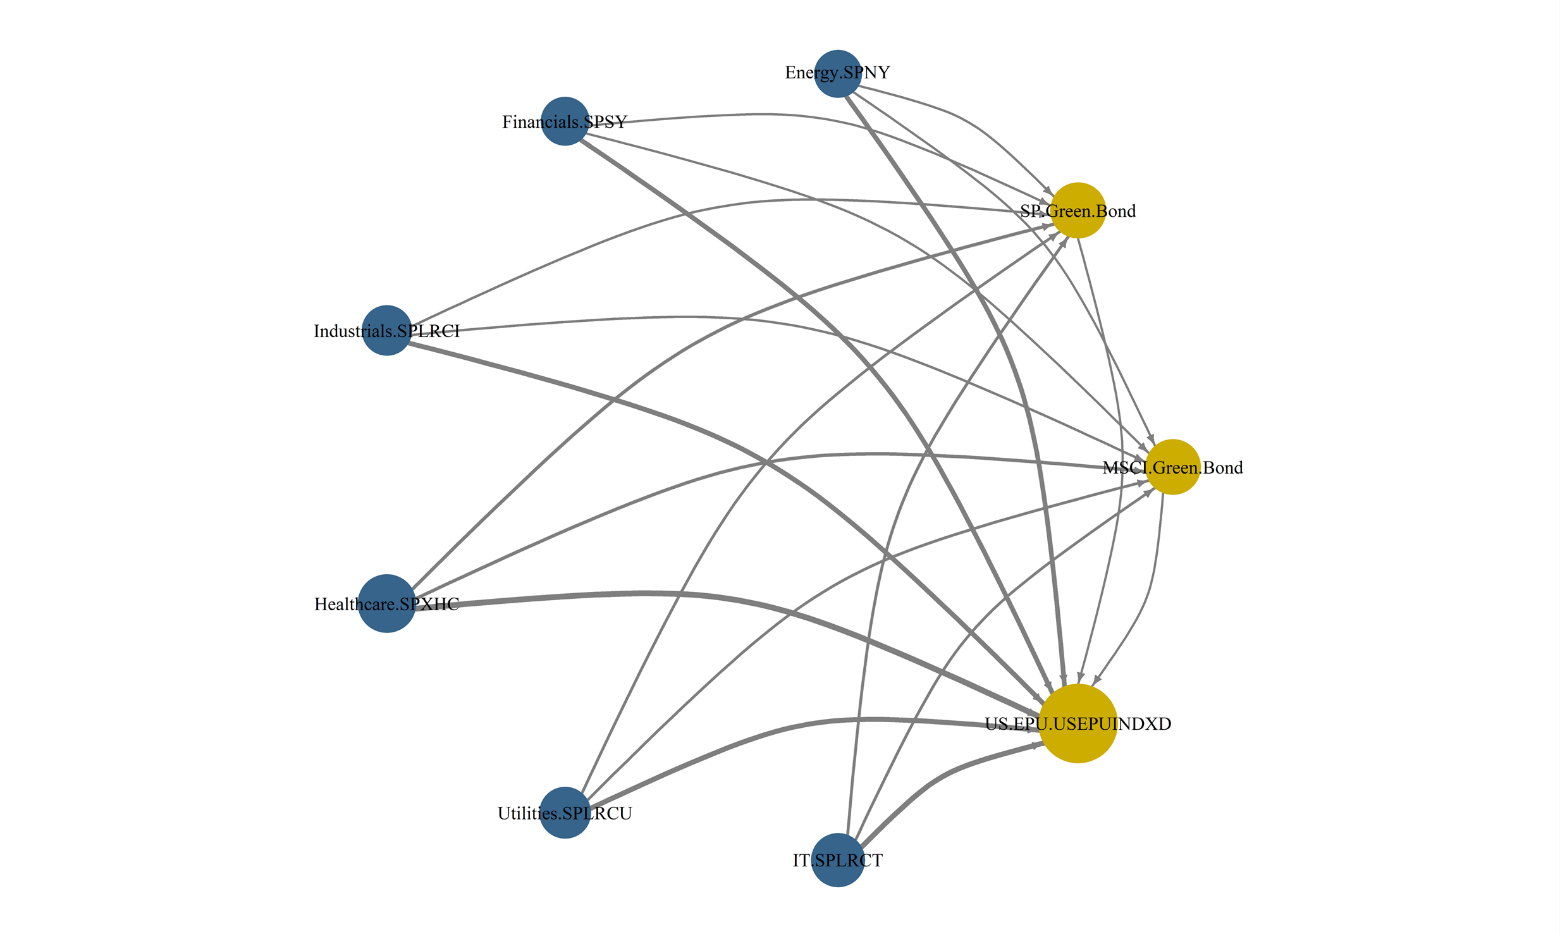 Energy.SPNY
Financials.SPSY
SP.Green.Bond
Industrials.SPLRCI
MSCI.Green.Bond
Healthcare.SPXHC
US.EPU.USEPUINDXD
Utilities.SPLRCU
IT.SPLRCT